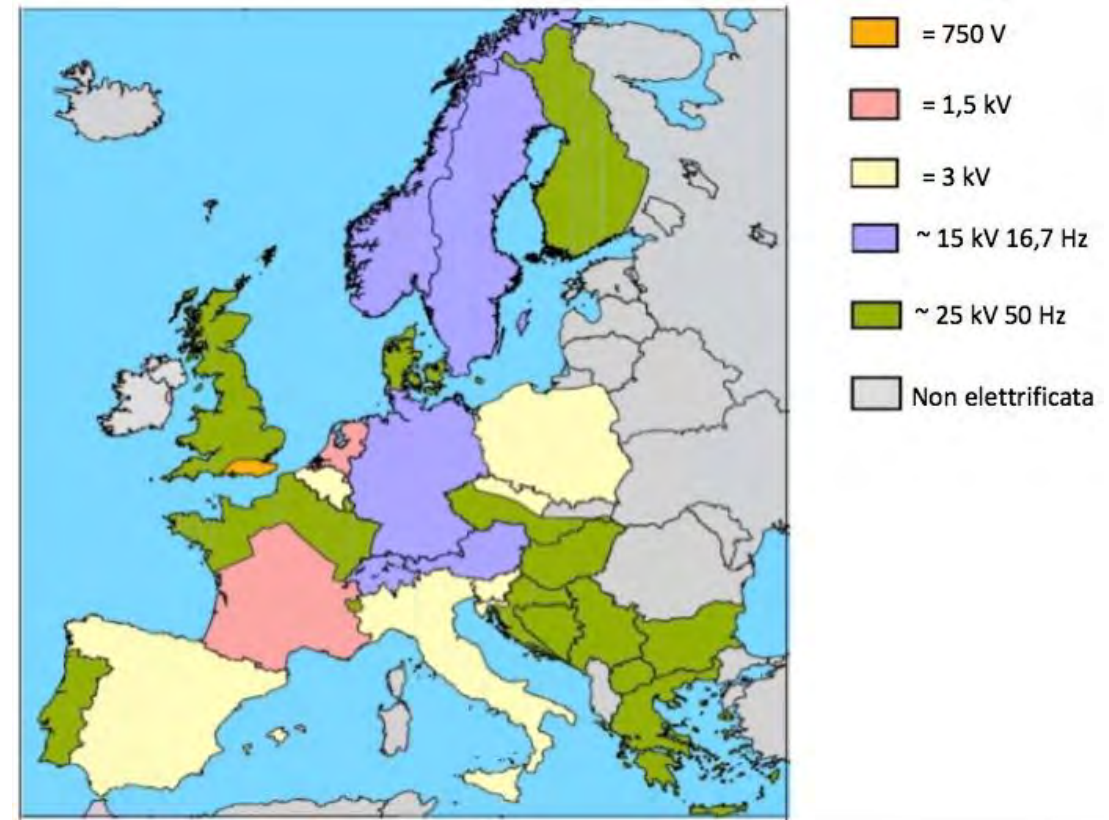 = 750 V
= 1,5 kV
= 3 kV
~ 15 kV 16,7 Hz
~ 25 kV 50 Hz
Non elettrificata